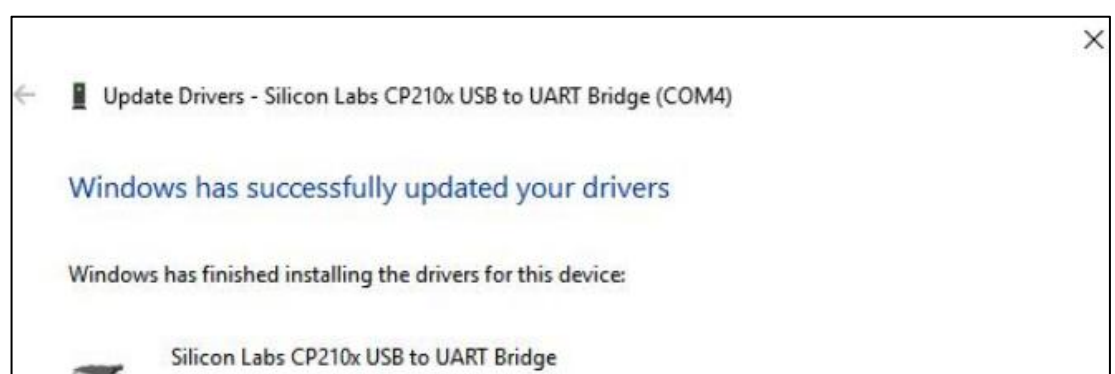 Update Drivers - Silicon Labs CP210x USB to UART Bridge (COM4)
Windows has successfully updated your drivers
Windows has finished installing the drivers for this device:
Silicon Labs CP210x USB to UART Bridge